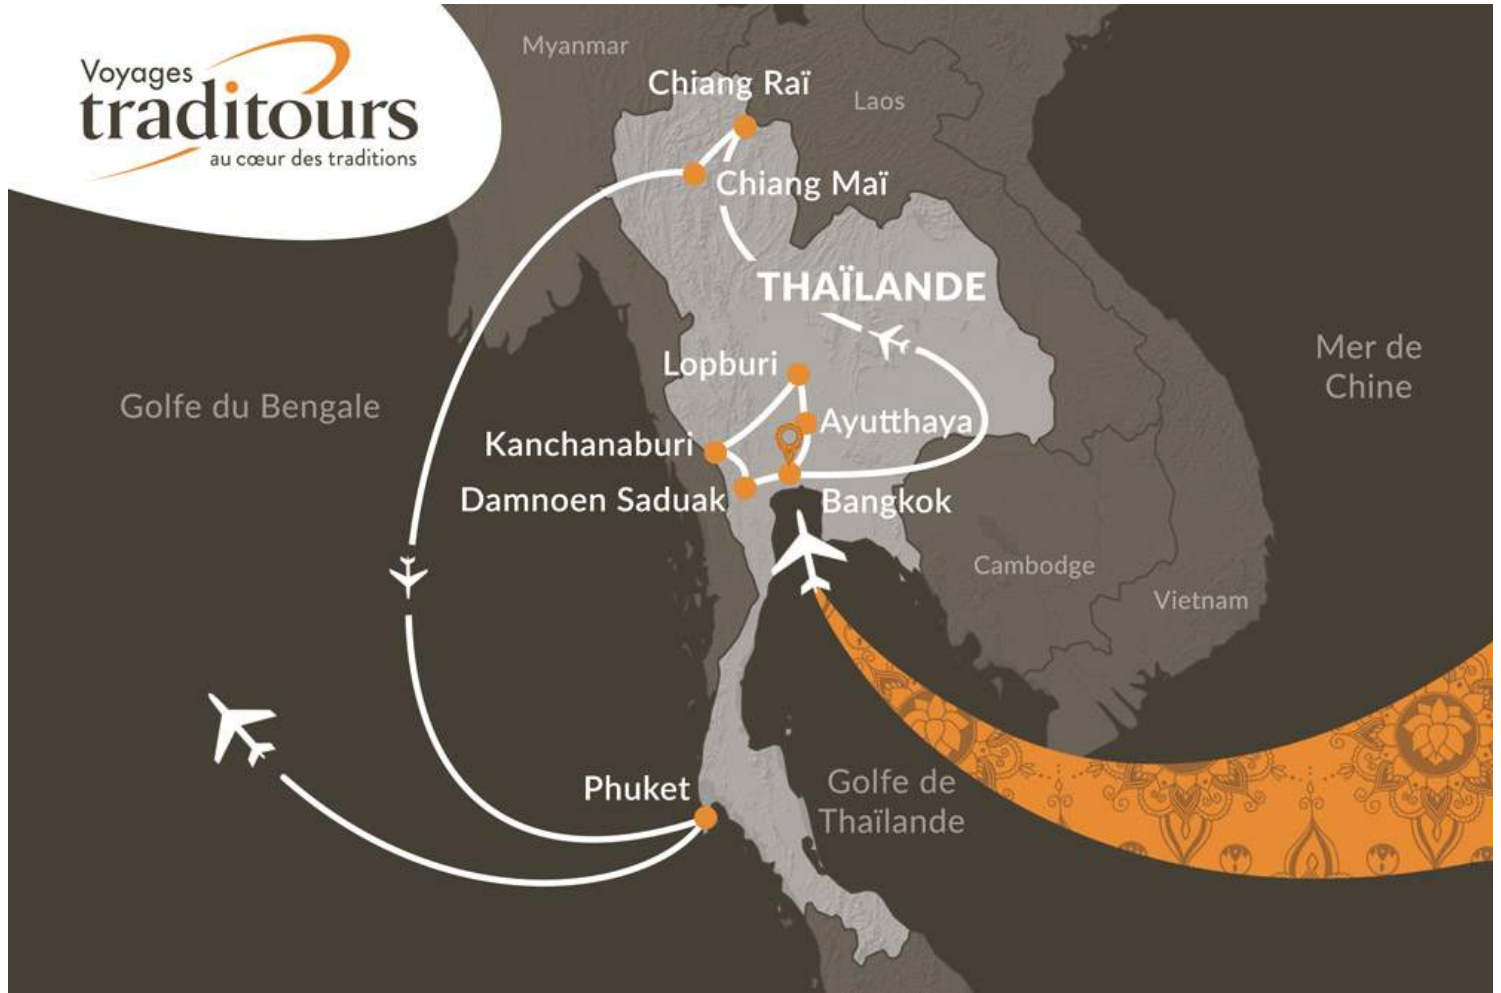 Voyages
traditours
au cœur des traditions
Myanmar
Chiang Raï
Laos
Chiang Maï
THAÏLANDE
Mer de
Chine
Lopburi
Golfe du Bengale
Ayutthaya
Kanchanaburi
Damnoen Saduak
Bangkok
Cambodge
Vietnam
Phuket
Golfe de
Thaïlande